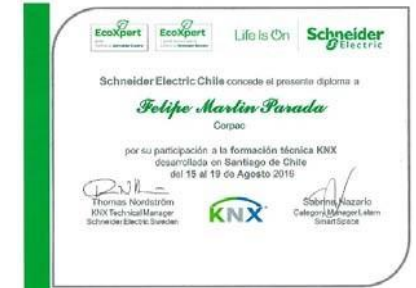 EcoXpert
EcoXpert
Life Is On
Schneider
Electric
Schneider Electric Chile concede el presente diploma a
Felipe Martin Parada
Corpac
por su participación a la formación técnica KNX
desarrollada en Santiago de Chile
del 15 al 19 de Agosto 2016
Thomas Nordström
KNX Technical Manager
Schneider Electric Sweden
KNX
Sabrina Nazario
Category Manager Latam
SmartSpace